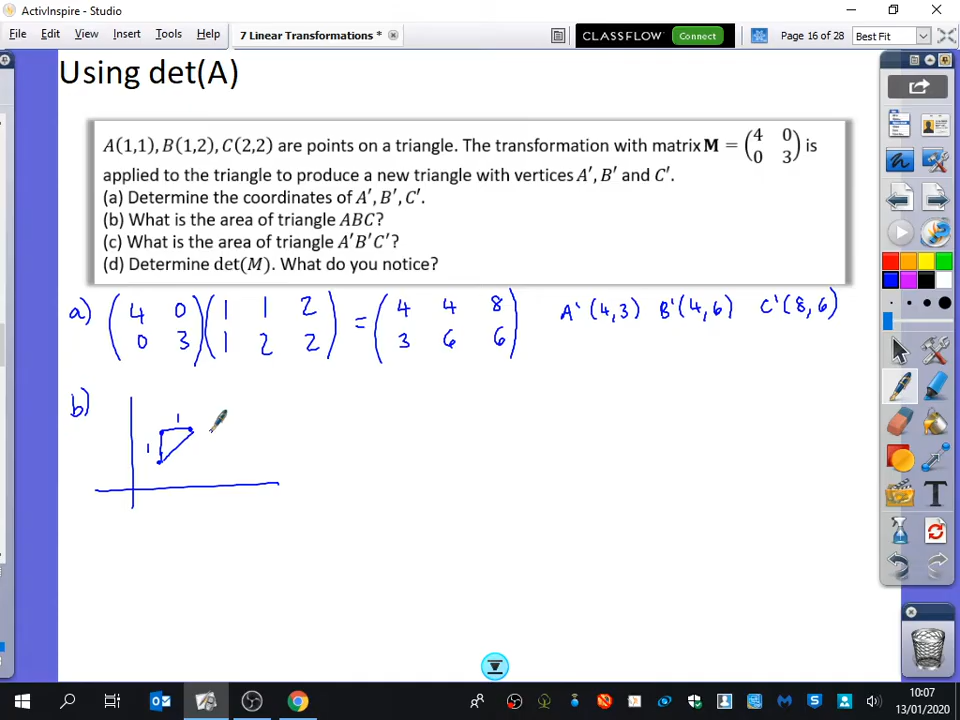 ActivInspire - Studio
File Edit View Insert Tools Help 7 Linear Transformations * CLASSFLOW Connect Page 16 of 28 Best Fit
Using det(A)
A(1,1), B(1,2), C(2,2) are points on a triangle. The transformation with matrix M = (4 0
0 3) is
applied to the triangle to produce a new triangle with vertices A′, B′ and C′.
(a) Determine the coordinates of A′, B′, C′.
(b) What is the area of triangle ABC?
(c) What is the area of triangle A′B′C′?
(d) Determine det(M). What do you notice?
a) (4 0 (1 1 2 = (4 4 8 A' (4,3) B' (4,6) C' (8,6)
0 3) 1 2 2) 3 6 6)
b)
1
1
T
10:07
13/01/2020